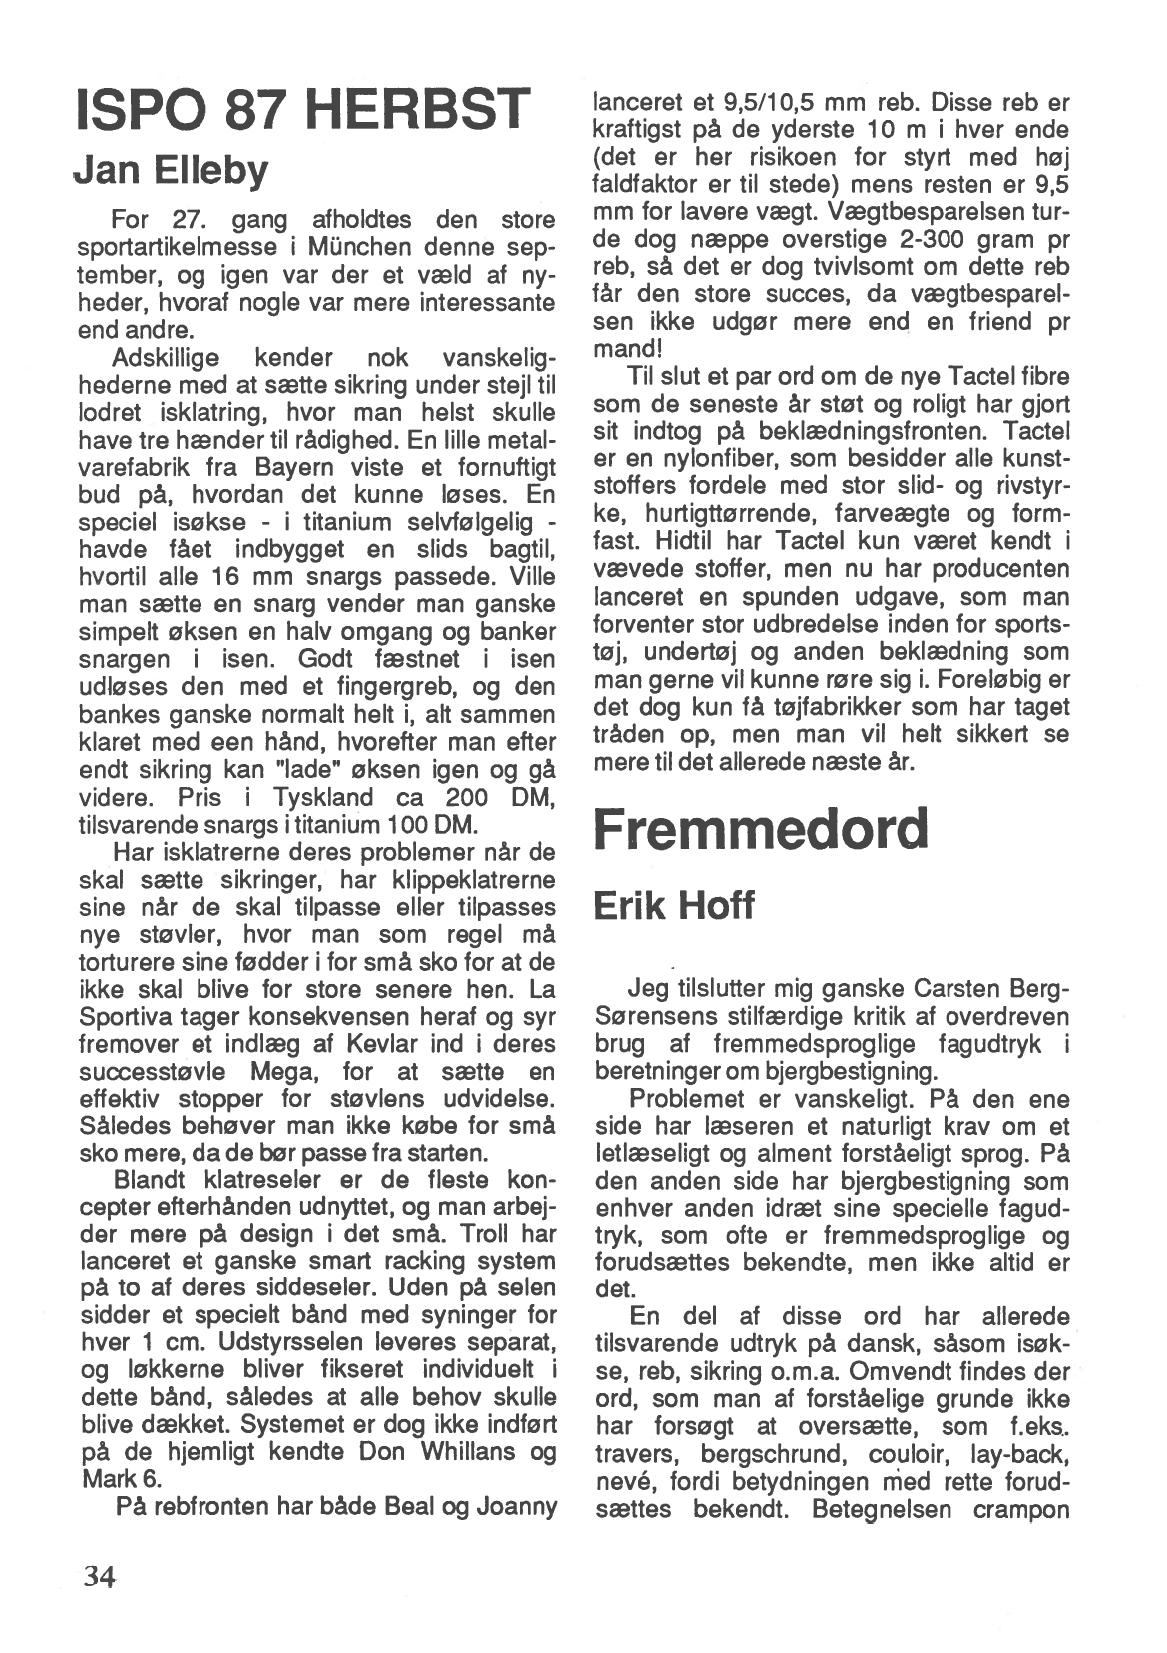 ISPO 87 HERBST
Jan Elleby
For 27. gang afholdtes den store
sportartikelmesse i München denne sep-
tember, og igen var der et væld af ny-
heder, hvoraf nogle var mere interessante
end andre.
Adskillige kender nok vanskelig-
hederne med at sætte sikring under stejl til
lodret isklatring, hvor man helst skulle
have tre hænder til rådighed. En lille metal-
varefabrik fra Bayern viste et fornuftigt
bud på, hvordan det kunne løses. En
speciel isøkse - i titanium selvfølgelig -
havde fået indbygget en slids bagtil,
hvortil alle 16 mm snargs passede. Ville
man sætte en snarg vender man ganske
simpelt øksen en halv omgang og banker
snargen i isen. Godt fæstnet i isen
udløses den med et fingergreb, og den
bankes ganske normalt helt i, alt sammen
klaret med een hånd, hvorefter man efter
endt sikring kan "lade" øksen igen og gå
videre. Pris i Tyskland ca 200 DM,
tilsvarende snargs i titanium 100 DM.
Har isklatrerne deres problemer når de
skal sætte sikringer, har klippeklatrerne
sine når de skal tilpasse eller tilpasses
nye støvler, hvor man som regel må
torturere sine fødder i for små sko for at de
ikke skal blive for store senere hen. La
Sportiva tager konsekvensen heraf og syr
fremover et indlæg af Kevlar ind i deres
successtøvle Mega, for at sætte en
effektiv stopper for støvlens udvidelse.
Således behøver man ikke købe for små
sko mere, da de bør passe fra starten.
Blandt klatreseler er de fleste kon-
cepter efterhånden udnyttet, og man arbej-
der mere på design i det små. Troll har
lanceret et ganske smart racking system
på to af deres siddeseler. Uden på selen
sidder et specielt bånd med syninger for
hver 1 cm. Udstyrsselen leveres separat,
og løkkerne bliver fikseret individuelt i
dette bånd, således at alle behov skulle
blive dækket. Systemet er dog ikke indført
på de hjemligt kendte Don Whillans og
Mark 6.
På rebfronten har både Beal og Joanny
lanceret et 9,5/10,5 mm reb. Disse reb er
kraftigst på de yderste 10 m i hver ende
(det er her risikoen for styrt med høj
faldfaktor er til stede) mens resten er 9,5
mm for lavere vægt. Vægtbesparelsen tur-
de dog næppe overstige 2-300 gram pr
reb, så det er dog tvivlsomt om dette reb
får den store succes, da vægtbesparel-
sen ikke udgør mere end en friend pr
mand!
Til slut et par ord om de nye Tactel fibre
som de seneste år støt og roligt har gjort
sit indtog på beklædningsfronten. Tactel
er en nylonfiber, som besidder alle kunst-
stoffers fordele med stor slid- og rivstyr-
ke, hurtigttørrende, farveægte og form-
fast. Hidtil har Tactel kun været kendt i
vævede stoffer, men nu har producenten
lanceret en spunden udgave, som man
forventer stor udbredelse inden for sports-
tøj, undertøj og anden beklædning som
man gerne vil kunne røre sig i. Foreløbig er
det dog kun få tøjfabrikker som har taget
tråden op, men man vil helt sikkert se
mere til det allerede næste år.
Fremmedord
Erik Hoff
Jeg tilslutter mig ganske Carsten Berg-
Sørensens stilfærdige kritik af overdreven
brug af fremmedsproglige fagudtryk i
beretninger om bjergbestigning.
Problemet er vanskeligt. På den ene
side har læseren et naturligt krav om et
letlæseligt og alment forståeligt sprog. På
den anden side har bjergbestigning som
enhver anden idræt sine specielle fagud-
tryk, som ofte er fremmedsproglige og
forudsættes bekendte, men ikke altid er
det.
En del af disse ord har allerede
tilsvarende udtryk på dansk, såsom isøk-
se, reb, sikring o.m.a. Omvendt findes der
ord, som man af forståelige grunde ikke
har forsøgt at oversætte, som f.eks.
travers, bergschrund, couloir, lay-back,
nevé, fordi betydningen med rette forud-
sættes bekendt. Betegnelsen crampon
34